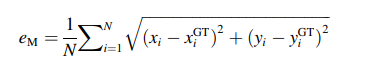 e_M = \frac{1}{N} \sum_{i=1}^{N} \sqrt{(x_i - x_i^{GT})^2 + (y_i - y_i^{GT})^2}